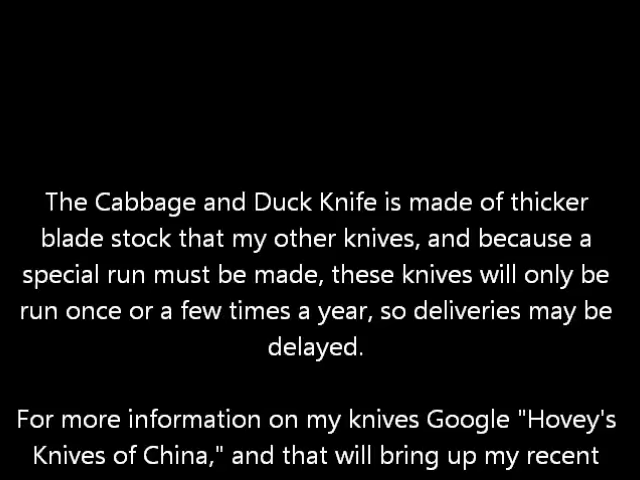 The Cabbage and Duck Knife is made of thicker
blade stock that my other knives, and because a
special run must be made, these knives will only be
run once or a few times a year, so deliveries may be
delayed.
For more information on my knives Google "Hovey's
Knives of China," and that will bring up my recent